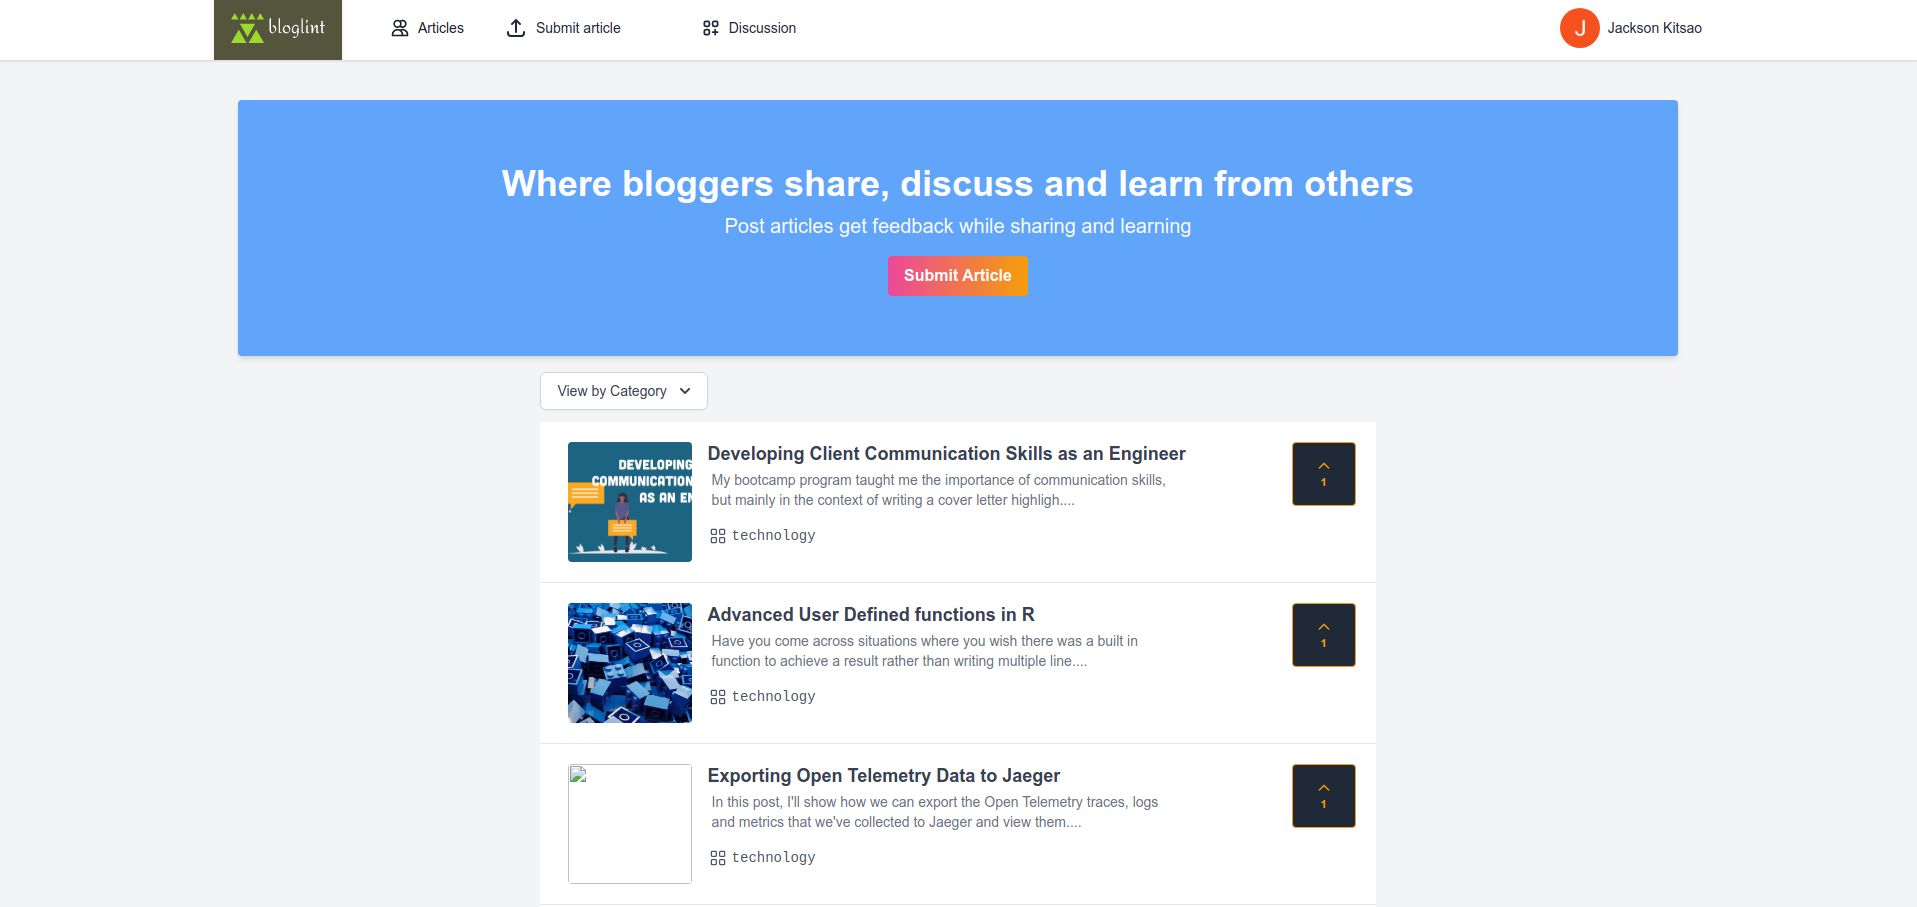 bloglint
Articles
Submit article
Discussion
J
Jackson Kitsao
Where bloggers share, discuss and learn from others
Post articles get feedback while sharing and learning
Submit Article
View by Category
DEVELOPING
COMMUNICATION
AS AN EN
Developing Client Communication Skills as an Engineer
My bootcamp program taught me the importance of communication skills,
but mainly in the context of writing a cover letter highligh....
technology
1
Advanced User Defined functions in R
Have you come across situations where you wish there was a built in
function to achieve a result rather than writing multiple line....
technology
1
Exporting Open Telemetry Data to Jaeger
In this post, I'll show how we can export the Open Telemetry traces, logs
and metrics that we've collected to Jaeger and view them....
technology
1